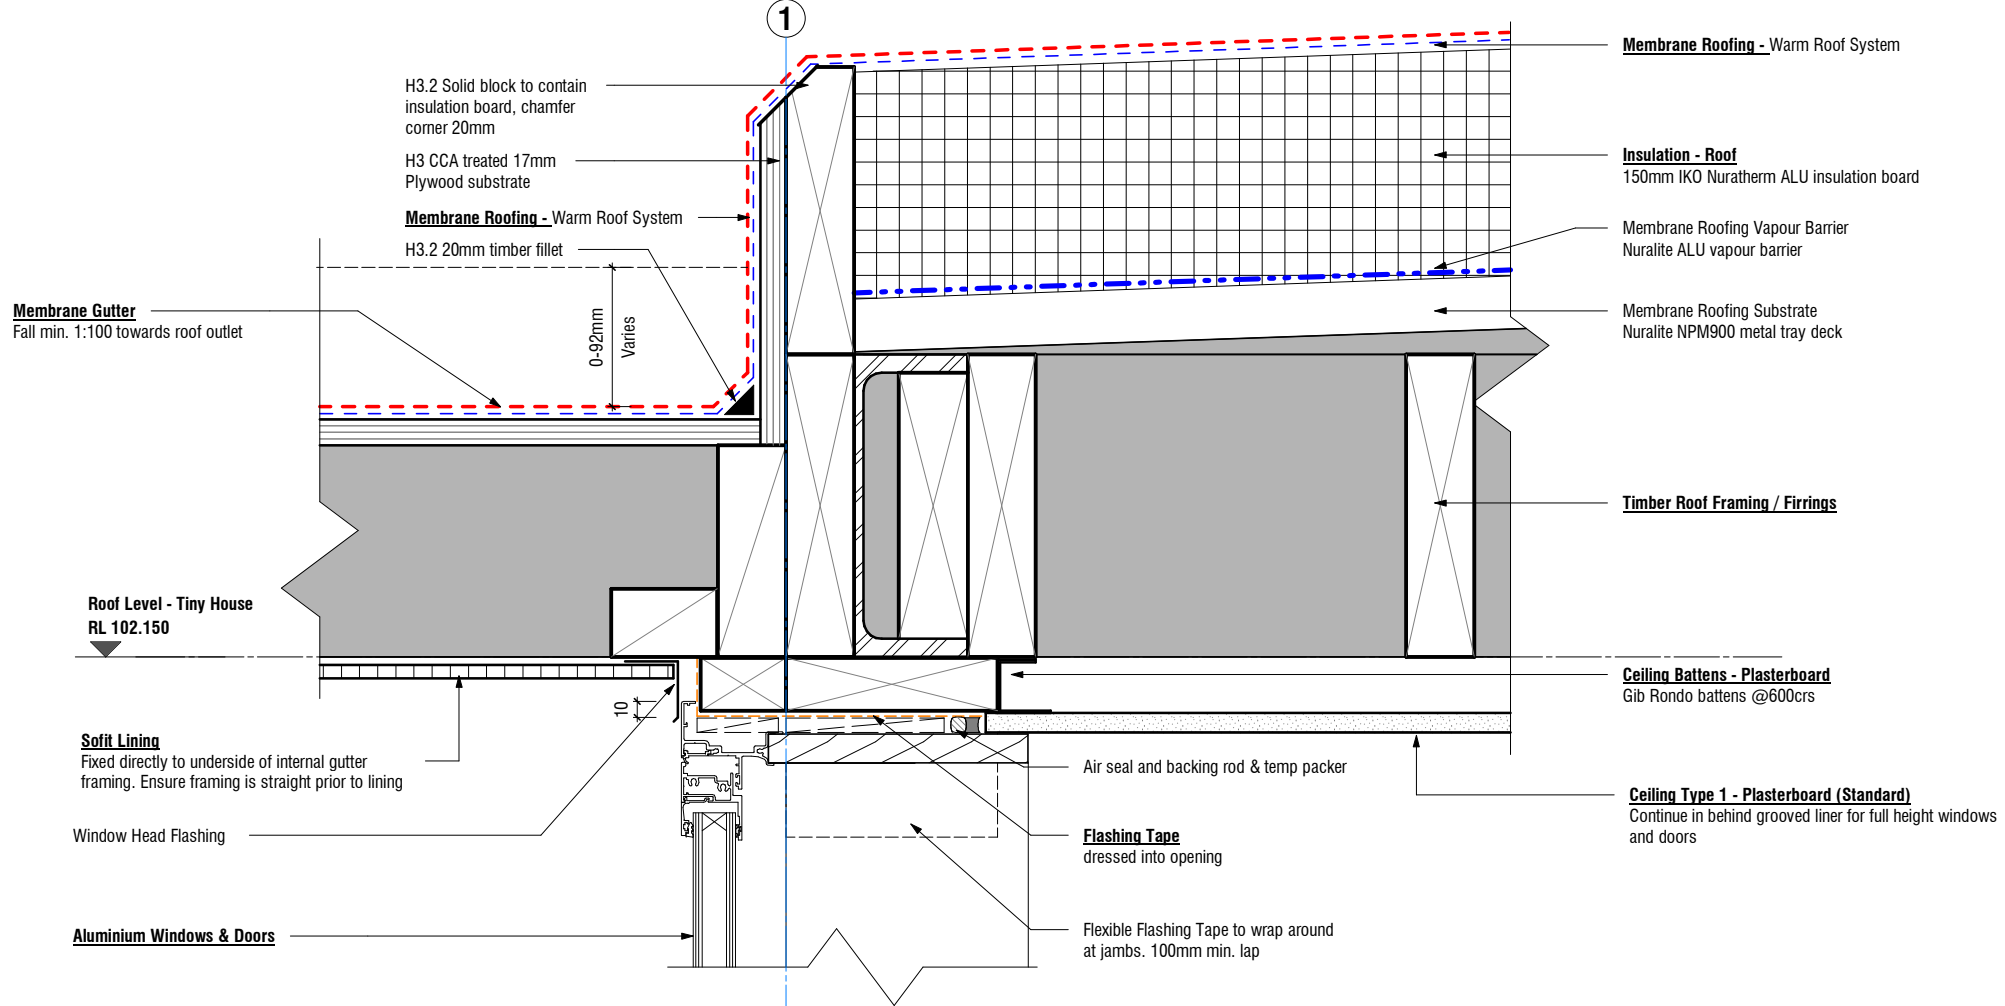 1
H3.2 Solid block to contain
insulation board, chamfer
corner 20mm
H3 CCA treated 17mm
Plywood substrate
Membrane Roofing - Warm Roof System
H3.2 20mm timber fillet
Membrane Gutter
Fall min. 1:100 towards roof outlet
0-92mm
Varies
Roof Level - Tiny House
RL 102.150
10
Sofit Lining
Fixed directly to underside of internal gutter
framing. Ensure framing is straight prior to lining
Window Head Flashing
Aluminium Windows & Doors
Membrane Roofing - Warm Roof System
Insulation - Roof
150mm IKO Nuratherm ALU insulation board
Membrane Roofing Vapour Barrier
Nuralite ALU vapour barrier
Membrane Roofing Substrate
Nuralite NPM900 metal tray deck
Timber Roof Framing / Firrings
Ceiling Battens - Plasterboard
Gib Rondo battens @600crs
Air seal and backing rod & temp packer
Ceiling Type 1 - Plasterboard (Standard)
Continue in behind grooved liner for full height windows
and doors
Flashing Tape
dressed into opening
Flexible Flashing Tape to wrap around
at jambs. 100mm min. lap